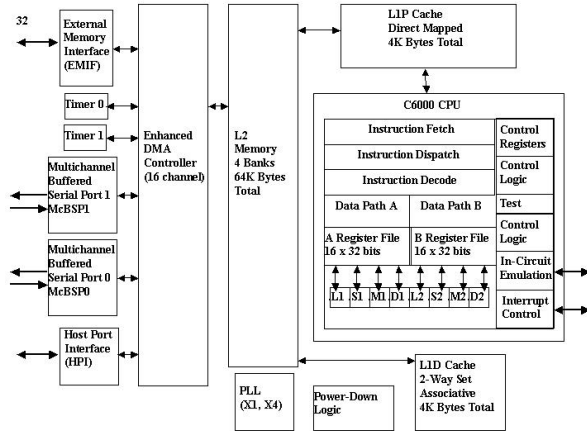 32
External
Memory
Interface
(EMIF)
Timer 0
Timer 1
Multichannel
Buffered
Serial Port 1
McBSP1
Multichannel
Buffered
Serial Port 0
McBSP0
Host Port
Interface
(HPI)
Enhanced
DMA
Controller
(16 channel)
L2
Memory
4 Banks
64K Bytes
Total
PLL
(X1, X4)
Power-Down
Logic
L1P Cache
Direct Mapped
4K Bytes Total
C6000 CPU
Instruction Fetch
Instruction Dispatch
Instruction Decode
Data Path A
Data Path B
A Register File
16 x 32 bits
B Register File
16 x 32 bits
.L1 .S1 .M1 .D1 .L2 .S2 .M2 .D2
Control
Registers
Control
Logic
Test
Control
Logic
In-Circuit
Emulation
Interrupt
Control
L1D Cache
2-Way Set
Associative
4K Bytes Total